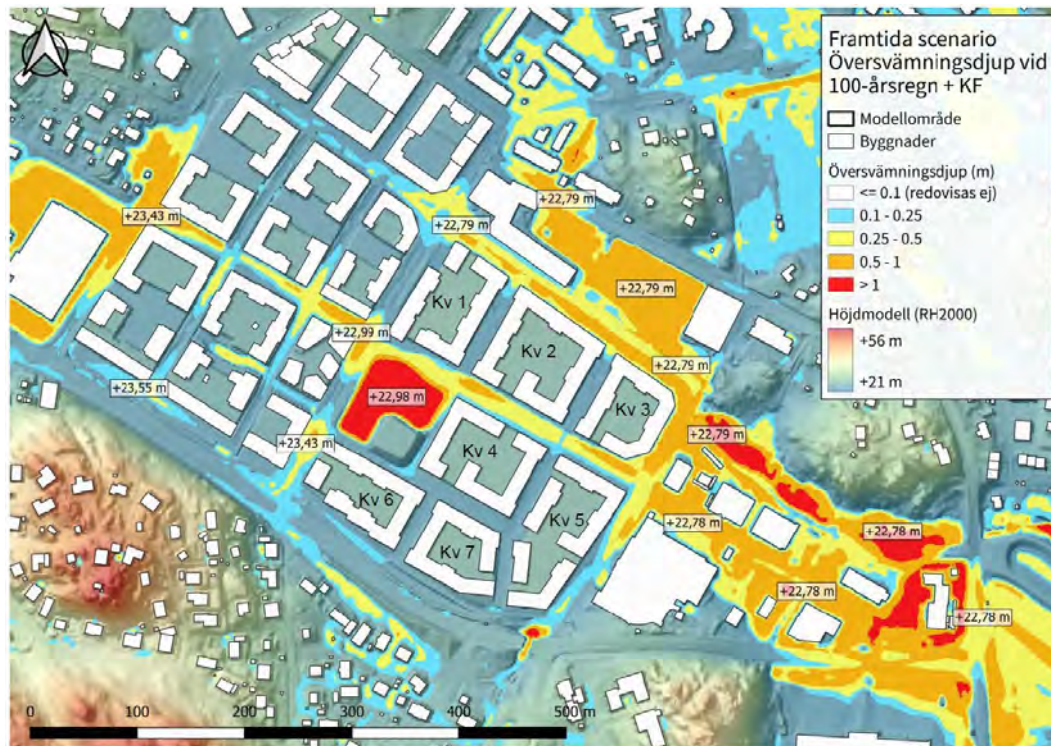 Framtida scenario
Översvämningsdjup vid
100-årsregn + KF
Modellområde
Byggnader
Översvämningsdjup (m)
<= 0.1 (redovisas ej)
0.1 - 0.25
0.25 - 0.5
0.5 - 1
> 1
Höjdmodell (RH2000)
+56 m
+21 m
+22,79 m
+23,43 m
+22,79 m
+22,79 m
Kv 1
+22,99 m
Kv 2
+22,79 m
+23,55 m
+22,98 m
Kv 3
+23,43 m
+22,79 m
Kv 4
Kv 6
Kv 5
+22,78 m
+22,78 m
Kv 7
+22,78 m
+22,78 m
0 100 200 300 400 500 m